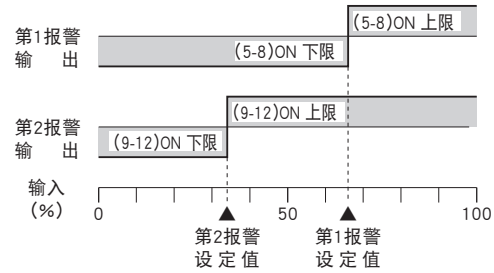 (5-8)ON 上限
第1报警
输 出
(5-8)ON 下限
(9-12)ON 上限
第2报警
输 出
(9-12)ON 下限
输入
(%)
0 50 100
第2报警 第1报警
设定值 设定值